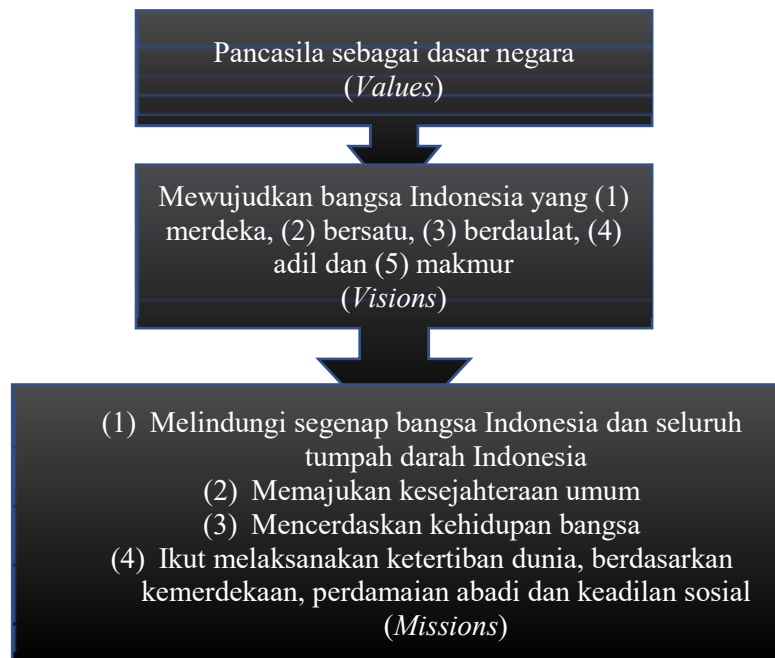 Pancasila sebagai dasar negara
(Values)
Mewujudkan bangsa Indonesia yang (1)
merdeka, (2) bersatu, (3) berdaulat, (4)
adil dan (5) makmur
(Visions)
(1) Melindungi segenap bangsa Indonesia dan seluruh
tumpah darah Indonesia
(2) Memajukan kesejahteraan umum
(3) Mencerdaskan kehidupan bangsa
(4) Ikut melaksanakan ketertiban dunia, berdasarkan
kemerdekaan, perdamaian abadi dan keadilan sosial
(Missions)